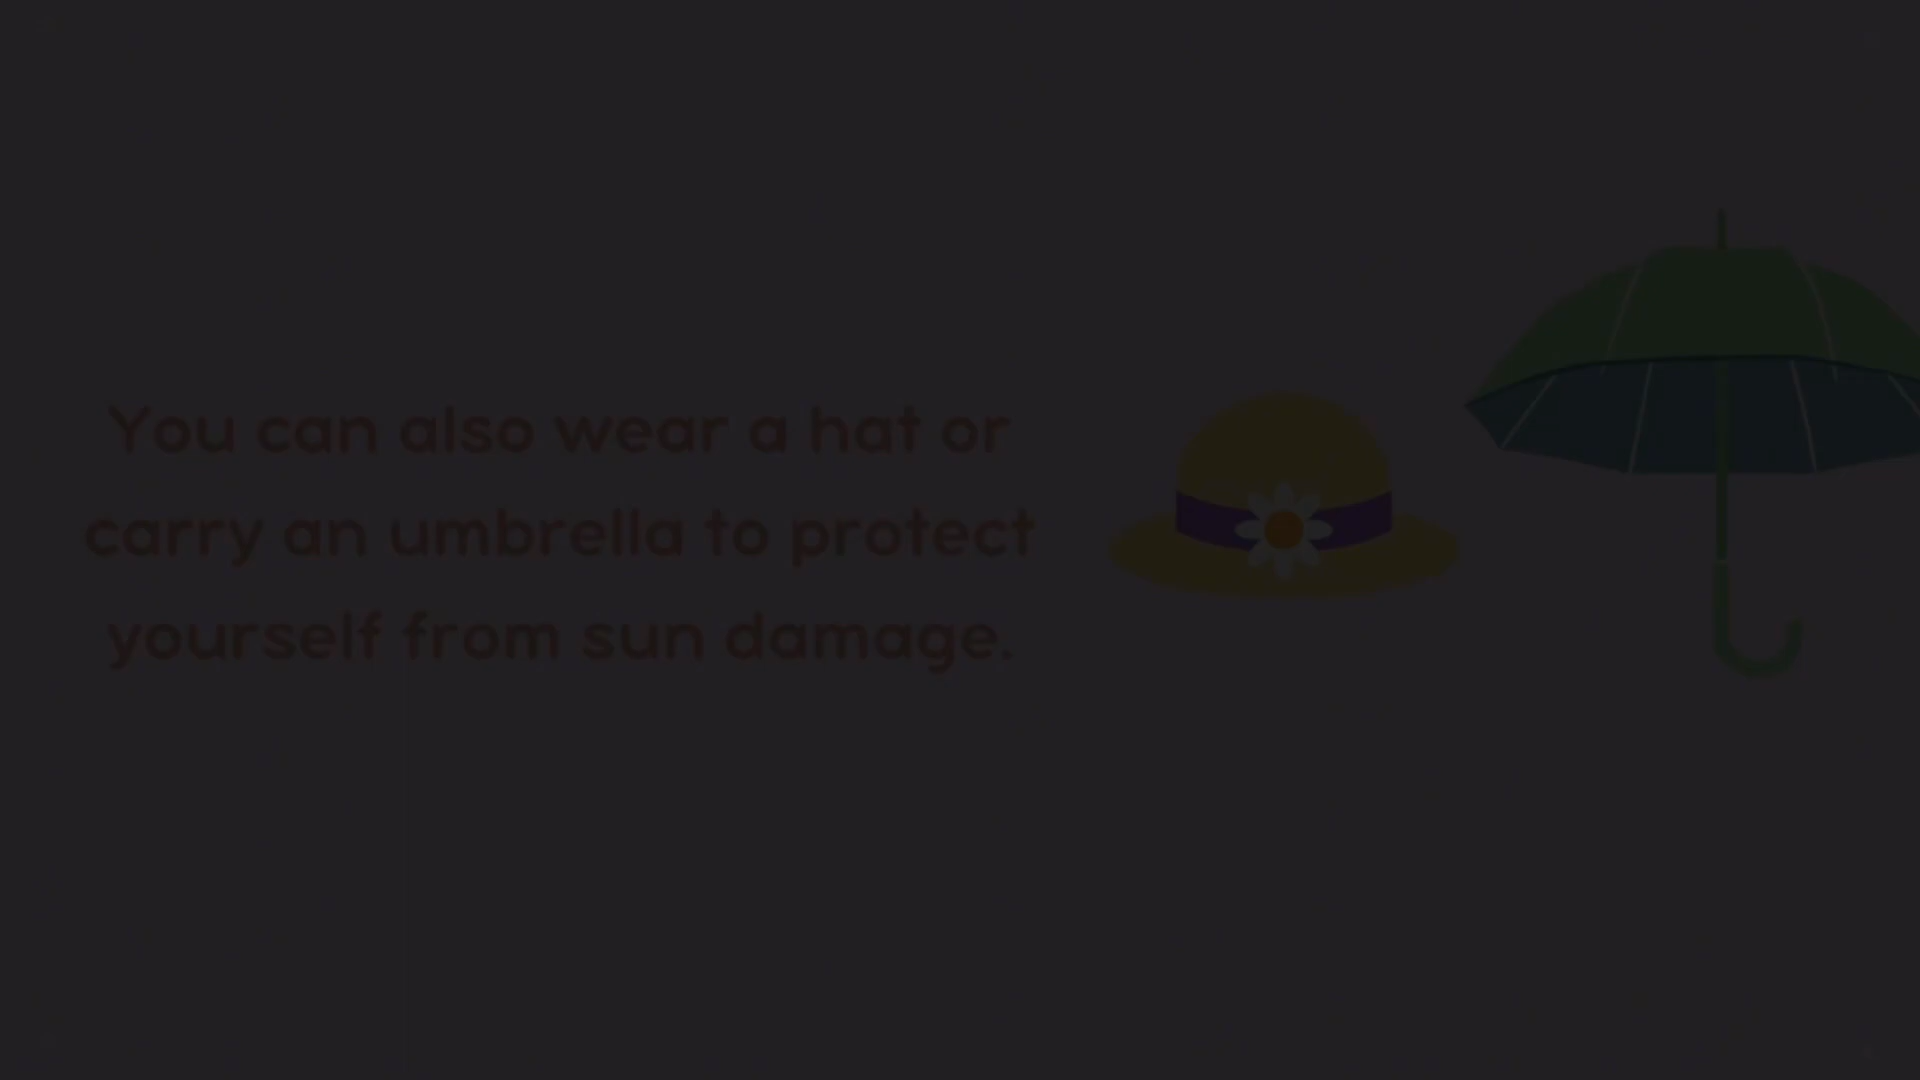 You can also wear a hat or
carry an umbrella to protect
yourself from sun damage.